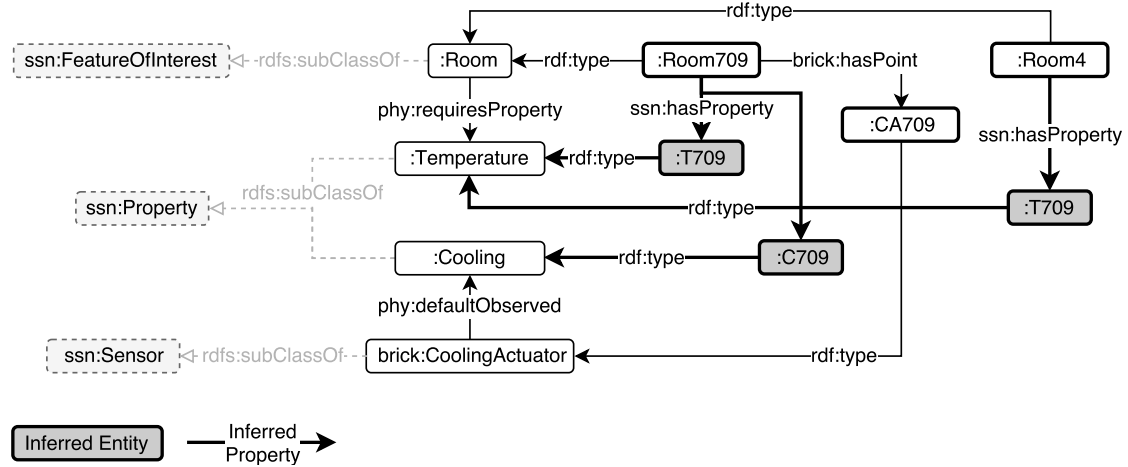 rdf:type
ssn:FeatureOfInterest
rdfs:subClassOf
:Room
rdf:type
:Room709
brick:hasPoint
:Room4
phy:requiresProperty
ssn:hasProperty
:CA709
ssn:hasProperty
:Temperature
rdf:type
:T709
rdfs:subClassOf
ssn:Property
rdf:type
:T709
:Cooling
rdf:type
:C709
phy:defaultObserved
ssn:Sensor
rdfs:subClassOf
brick:CoolingActuator
rdf:type
Inferred Entity
Inferred
Property